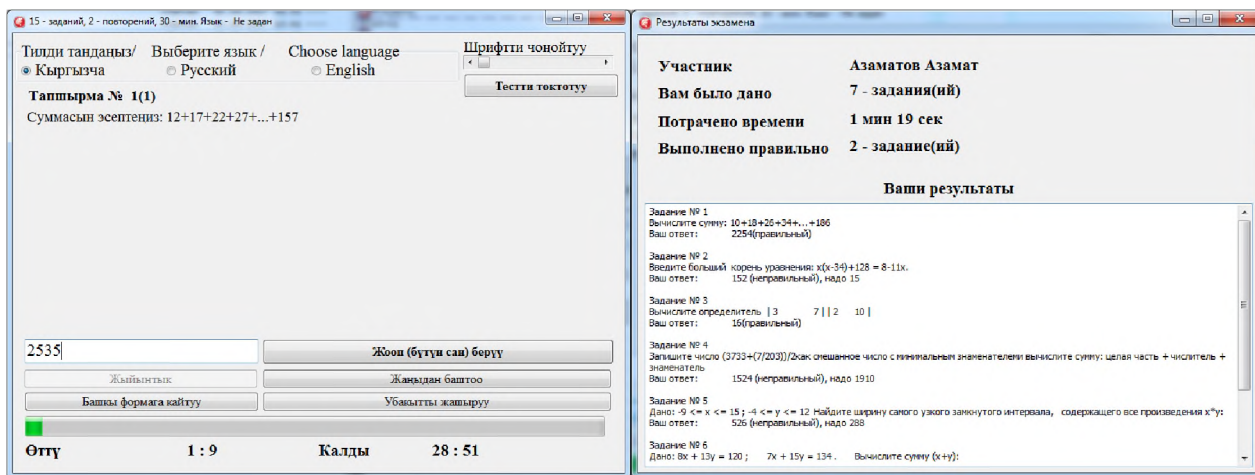 15 - заданий, 2 - повторений, 30 - мин. Язык - Не задан
Тилди танданыз/ Выберите язык / Choose language
Кыргызча Русский English
Шрифтти чонойтуу
Тестти токтотуу
Тапшырма № 1(1)
Суммасын эсептениз: 12+17+22+27+...+157
2535
Жооп (бүтүн сан) берүү
Жыйынтык
Жаңыдан баштоо
Башкы формага кайтуу
Убакытты жашыруу
Өттү 1 : 9 Калды 28 : 51
Результаты экзамена
Участник Азаматов Азамат
Вам было дано 7 - задания(ий)
Потрачено времени 1 мин 19 сек
Выполнено правильно 2 - задание(ий)
Ваши результаты
Задание № 1
Вычислите сумму: 10+18+26+34+...+186
Ваш ответ: 2254(правильный)
Задание № 2
Введите больший корень уравнения: x(x-34)+128 = 8-11x.
Ваш ответ: 152 (неправильный), надо 15
Задание № 3
Вычислите определитель | 3 7 | | 2 10 |
Ваш ответ: 16(правильный)
Задание № 4
Запишите число (3733+(7/203))/2как смешанное число с минимальным знаменателеми вычислите сумму: целая часть + числитель +
знаменатель
Ваш ответ: 1524 (неправильный), надо 1910
Задание № 5
Дано: -9 <= x <= 15 ; -4 <= y <= 12 Найдите ширину самого узкого замкнутого интервала, содержащего все произведения x*y:
Ваш ответ: 526 (неправильный), надо 288
Задание № 6
Дано: 8x + 13y = 120 ; 7x + 15y = 134 . Вычислите сумму (x+y):